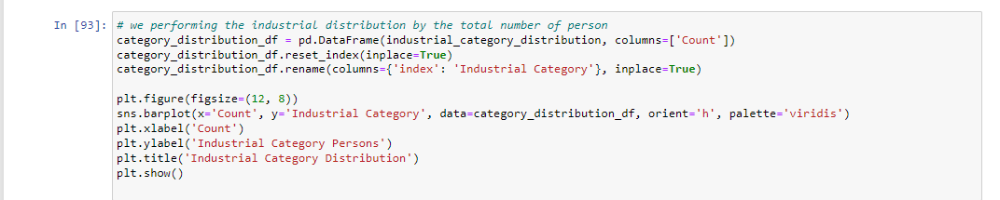 In [93]: # we performing the industrial distribution by the total number of person
category_distribution_df = pd.DataFrame(industrial_category_distribution, columns=['Count'])
category_distribution_df.reset_index(inplace=True)
category_distribution_df.rename(columns={'index': 'Industrial Category'}, inplace=True)

plt.figure(figsize=(12, 8))
sns.barplot(x='Count', y='Industrial Category', data=category_distribution_df, orient='h', palette='viridis')
plt.xlabel('Count')
plt.ylabel('Industrial Category Persons')
plt.title('Industrial Category Distribution')
plt.show()